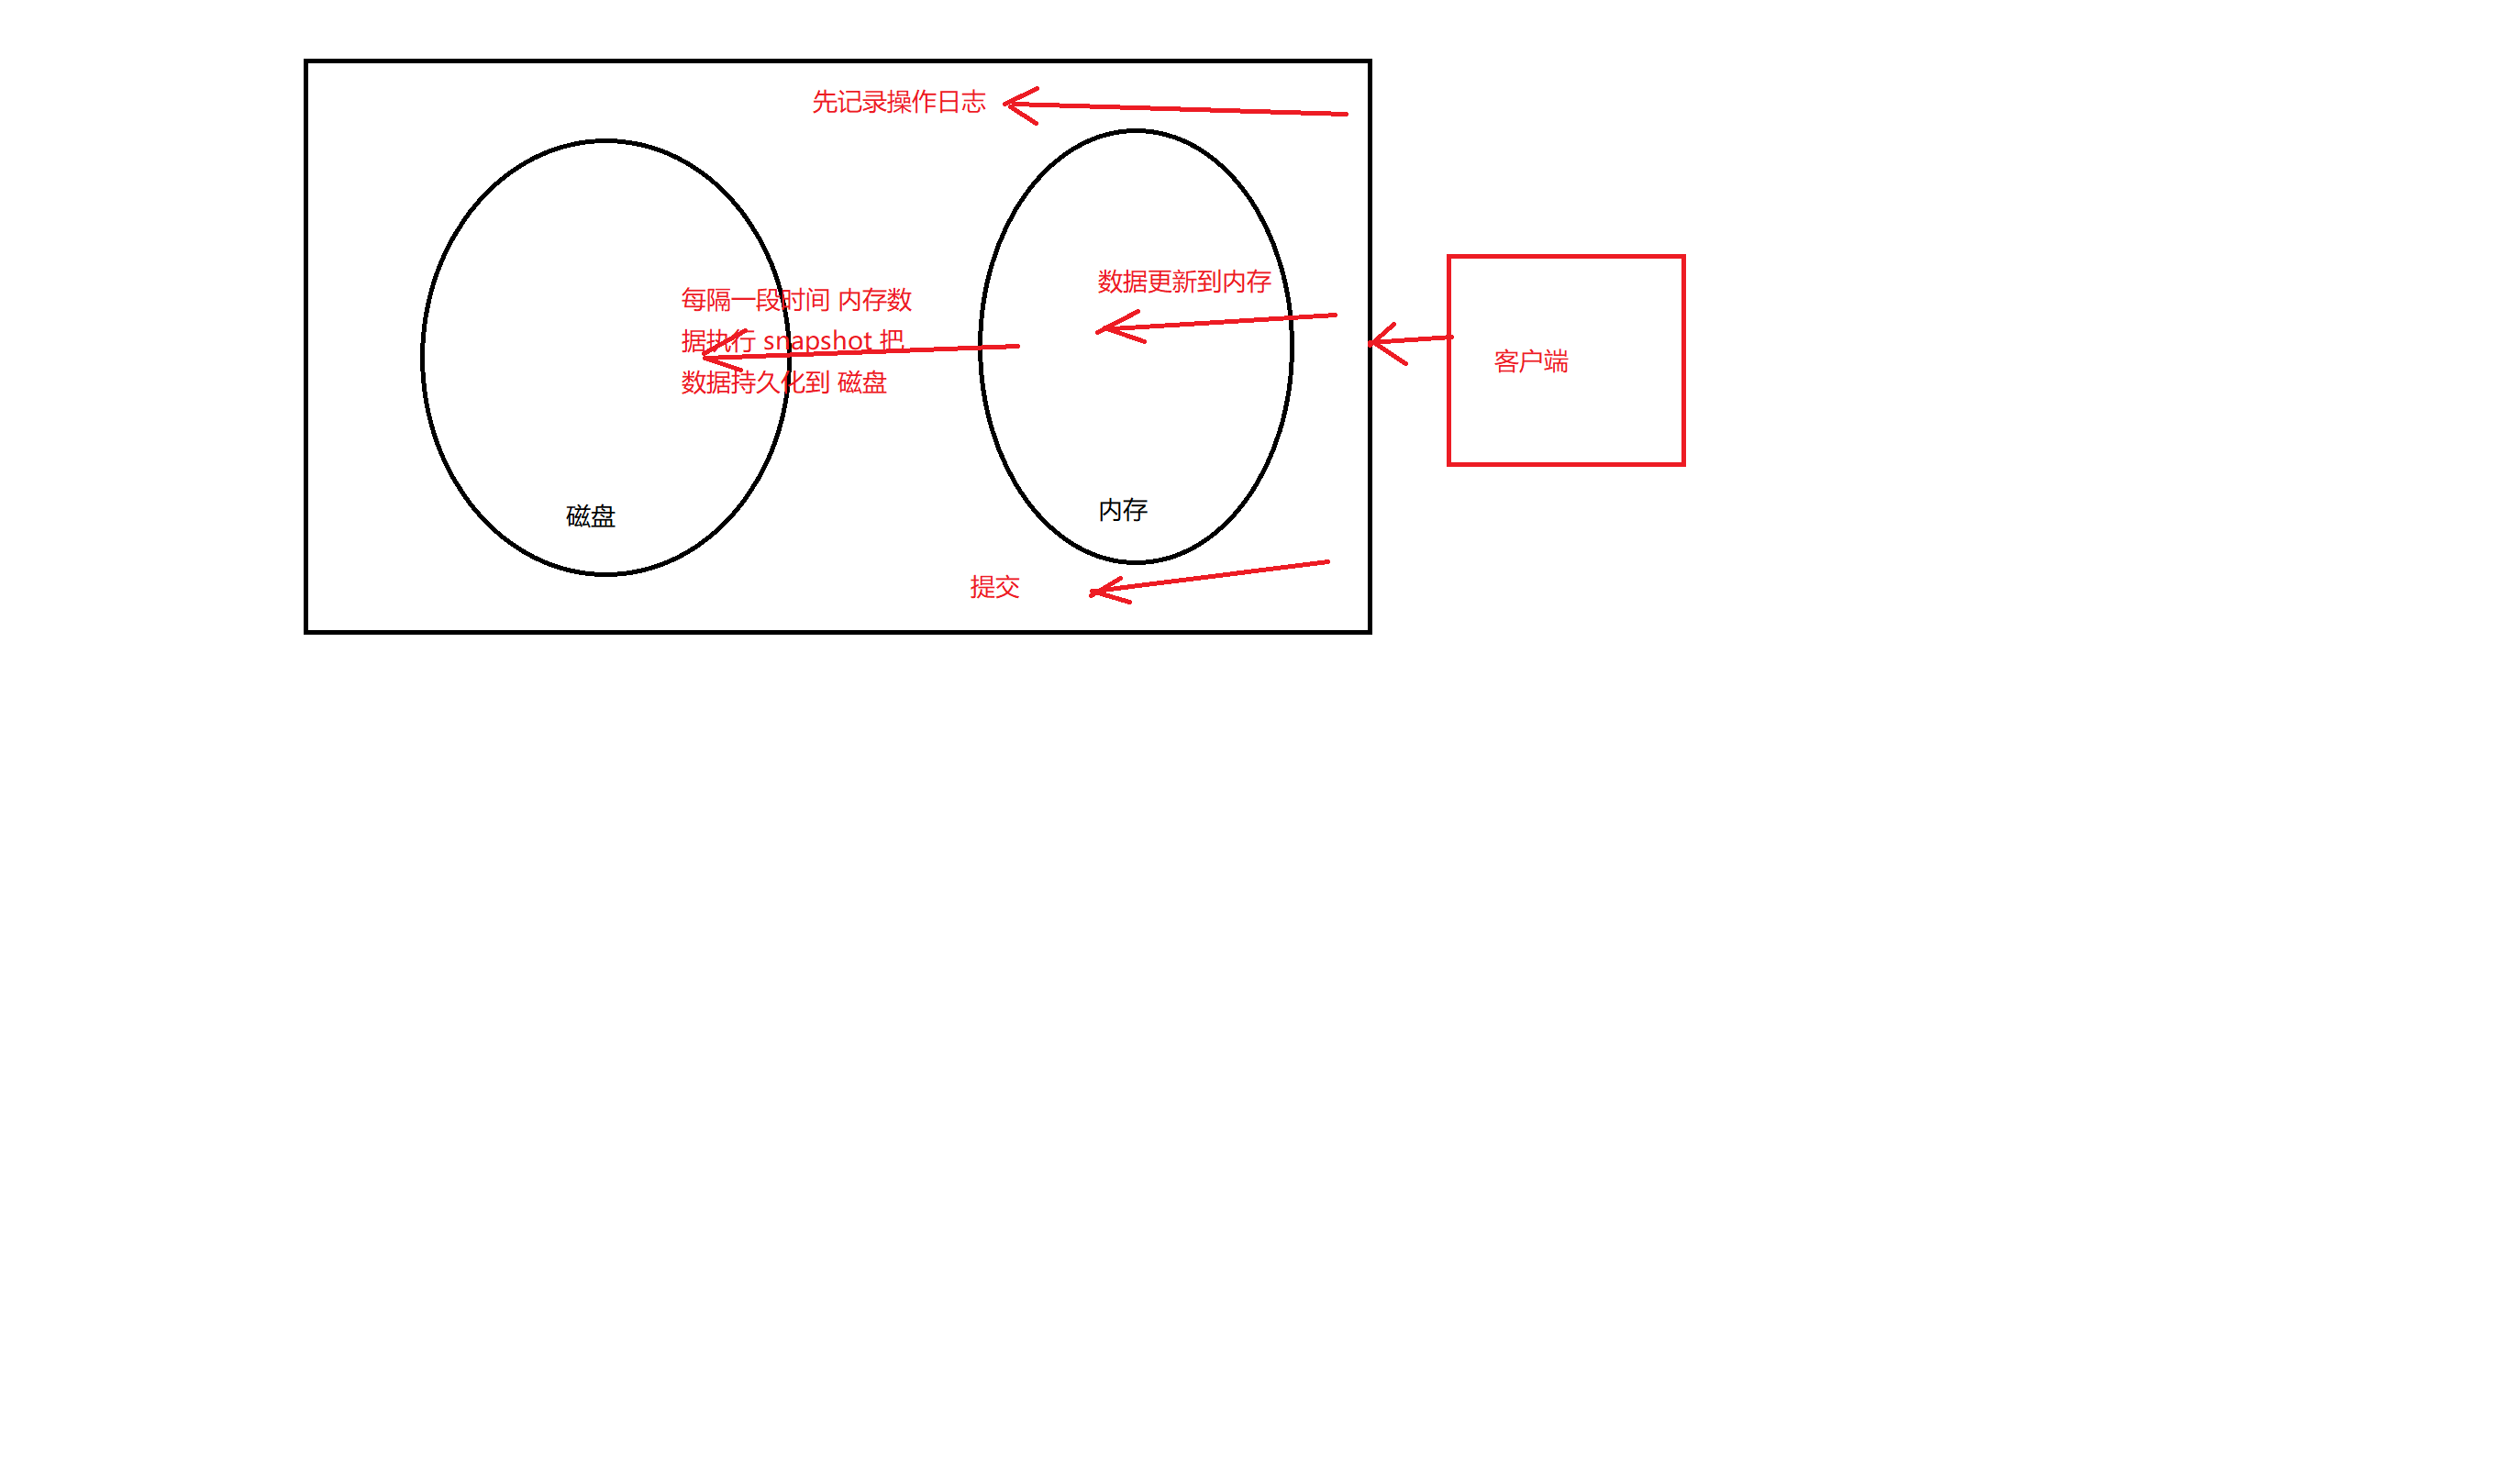 先记录操作日志
数据更新到内存
每隔一段时间 内存数
据执行 snapshot 把
数据持久化到 磁盘
客户端
磁盘
内存
提交